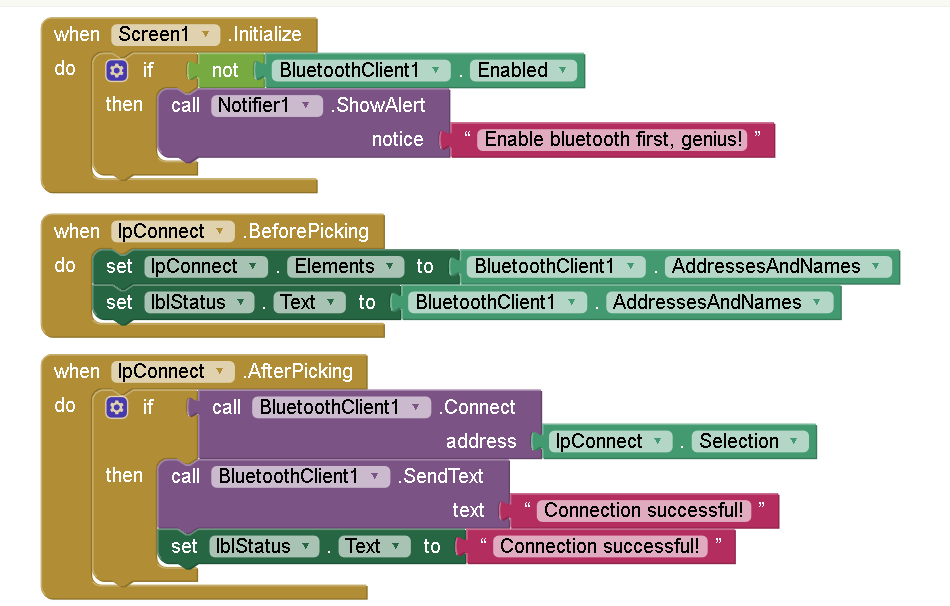 when Screen1 .Initialize
do if not BluetoothClient1 . Enabled
then call Notifier1 .ShowAlert
notice " Enable bluetooth first, genius! "
when lpConnect .BeforePicking
do set lpConnect . Elements to BluetoothClient1 . AddressesAndNames
set lblStatus . Text to BluetoothClient1 . AddressesAndNames
when lpConnect .AfterPicking
do if call BluetoothClient1 .Connect
address lpConnect . Selection
then call BluetoothClient1 .SendText
text " Connection successful! "
set lblStatus . Text to " Connection successful! "